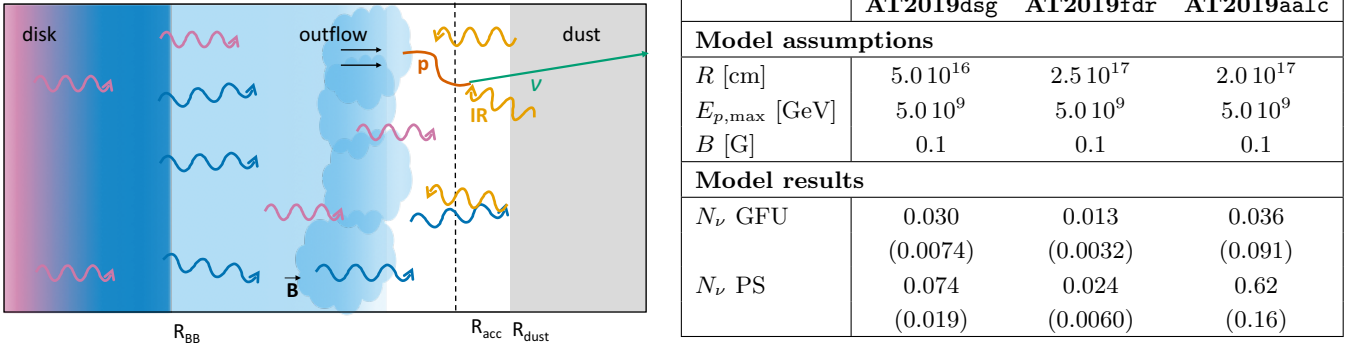 disk
outflow
dust
p
ν
IR
B
R_BB
R_acc
R_dust
AT2019dsg AT2019fdr AT2019aalc
Model assumptions
R [cm] 5.0 10^16 2.5 10^17 2.0 10^17
E_p,max [GeV] 5.0 10^9 5.0 10^9 5.0 10^9
B [G] 0.1 0.1 0.1
Model results
N_ν GFU 0.030 0.013 0.036
(0.0074) (0.0032) (0.091)
N_ν PS 0.074 0.024 0.62
(0.019) (0.0060) (0.16)